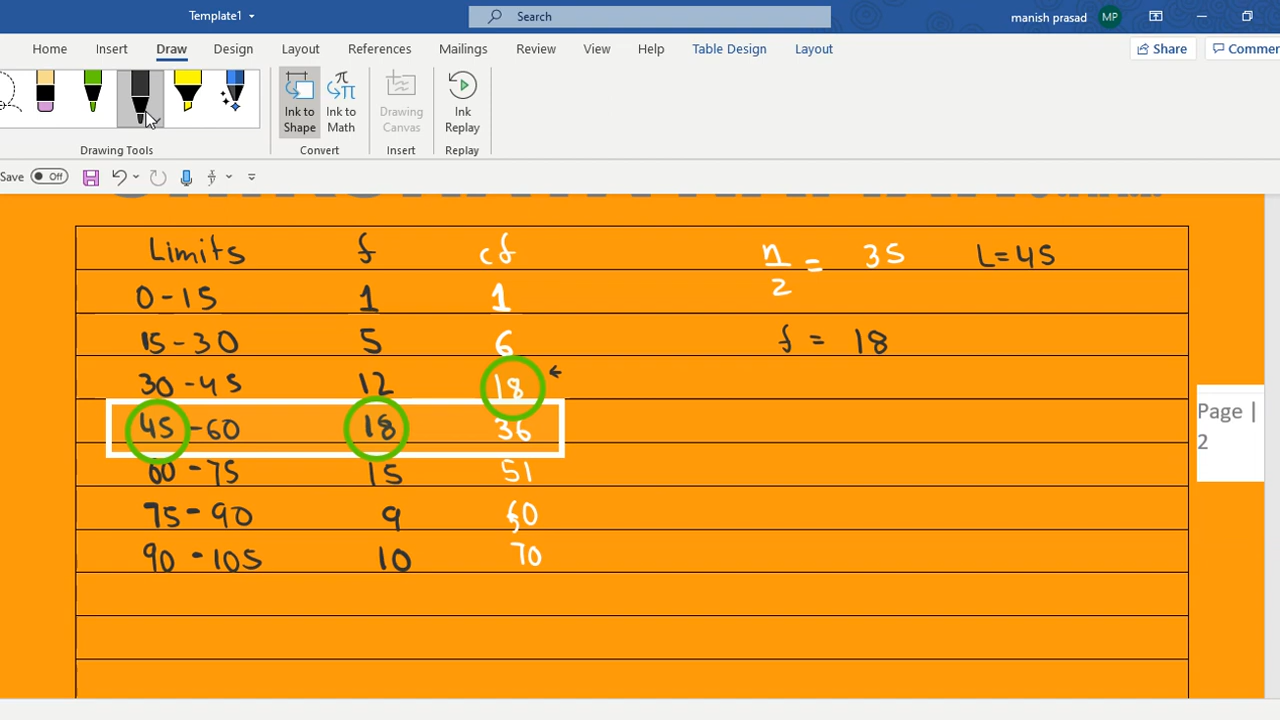 Template1
Search
manish prasad MP
Home Insert Draw Design Layout References Mailings Review View Help Table Design Layout
Share
Ink to Shape
Ink to Math
Drawing Canvas
Ink Replay
Drawing Tools Convert Insert Replay
Save Off
Limits f cf
n/2 = 35 L=45
0-15 1 1
15-30 5 6
f = 18
30-45 12 18
45-60 18 36
60-75 15 51
75-90 9 60
90-105 10 70
Page |
2